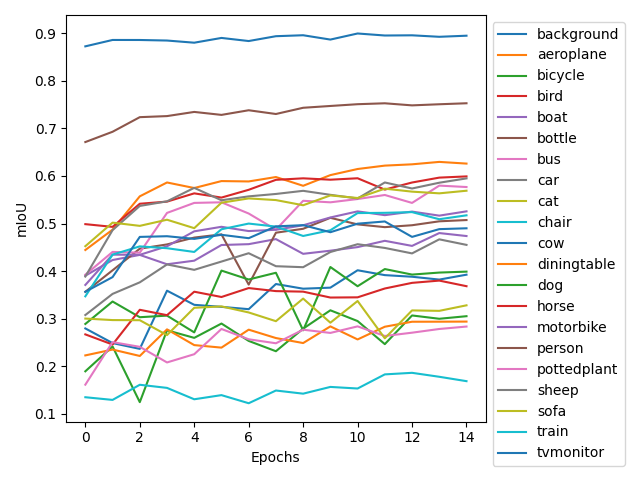 0.9
0.8
0.7
0.6
0.5
0.4
0.3
0.2
0.1
mIoU
0 2 4 6 8 10 12 14
Epochs
background
aeroplane
bicycle
bird
boat
bottle
bus
car
cat
chair
cow
diningtable
dog
horse
motorbike
person
pottedplant
sheep
sofa
train
tvmonitor